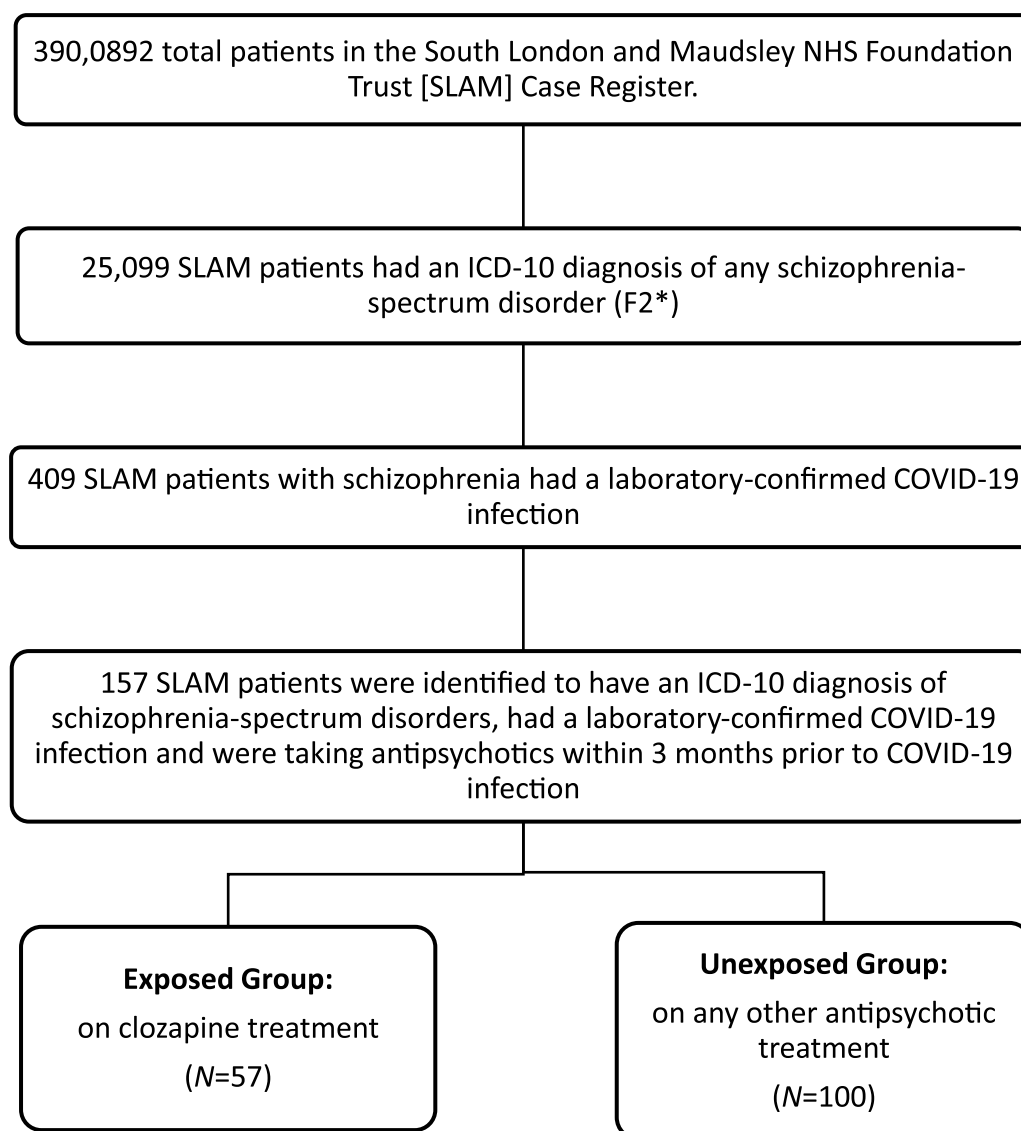 390,0892 total patients in the South London and Maudsley NHS Foundation
Trust [SLAM] Case Register.
25,099 SLAM patients had an ICD-10 diagnosis of any schizophrenia-
spectrum disorder (F2*)
409 SLAM patients with schizophrenia had a laboratory-confirmed COVID-19
infection
157 SLAM patients were identified to have an ICD-10 diagnosis of
schizophrenia-spectrum disorders, had a laboratory-confirmed COVID-19
infection and were taking antipsychotics within 3 months prior to COVID-19
infection
Exposed Group:
on clozapine treatment
(N=57)
Unexposed Group:
on any other antipsychotic
treatment
(N=100)